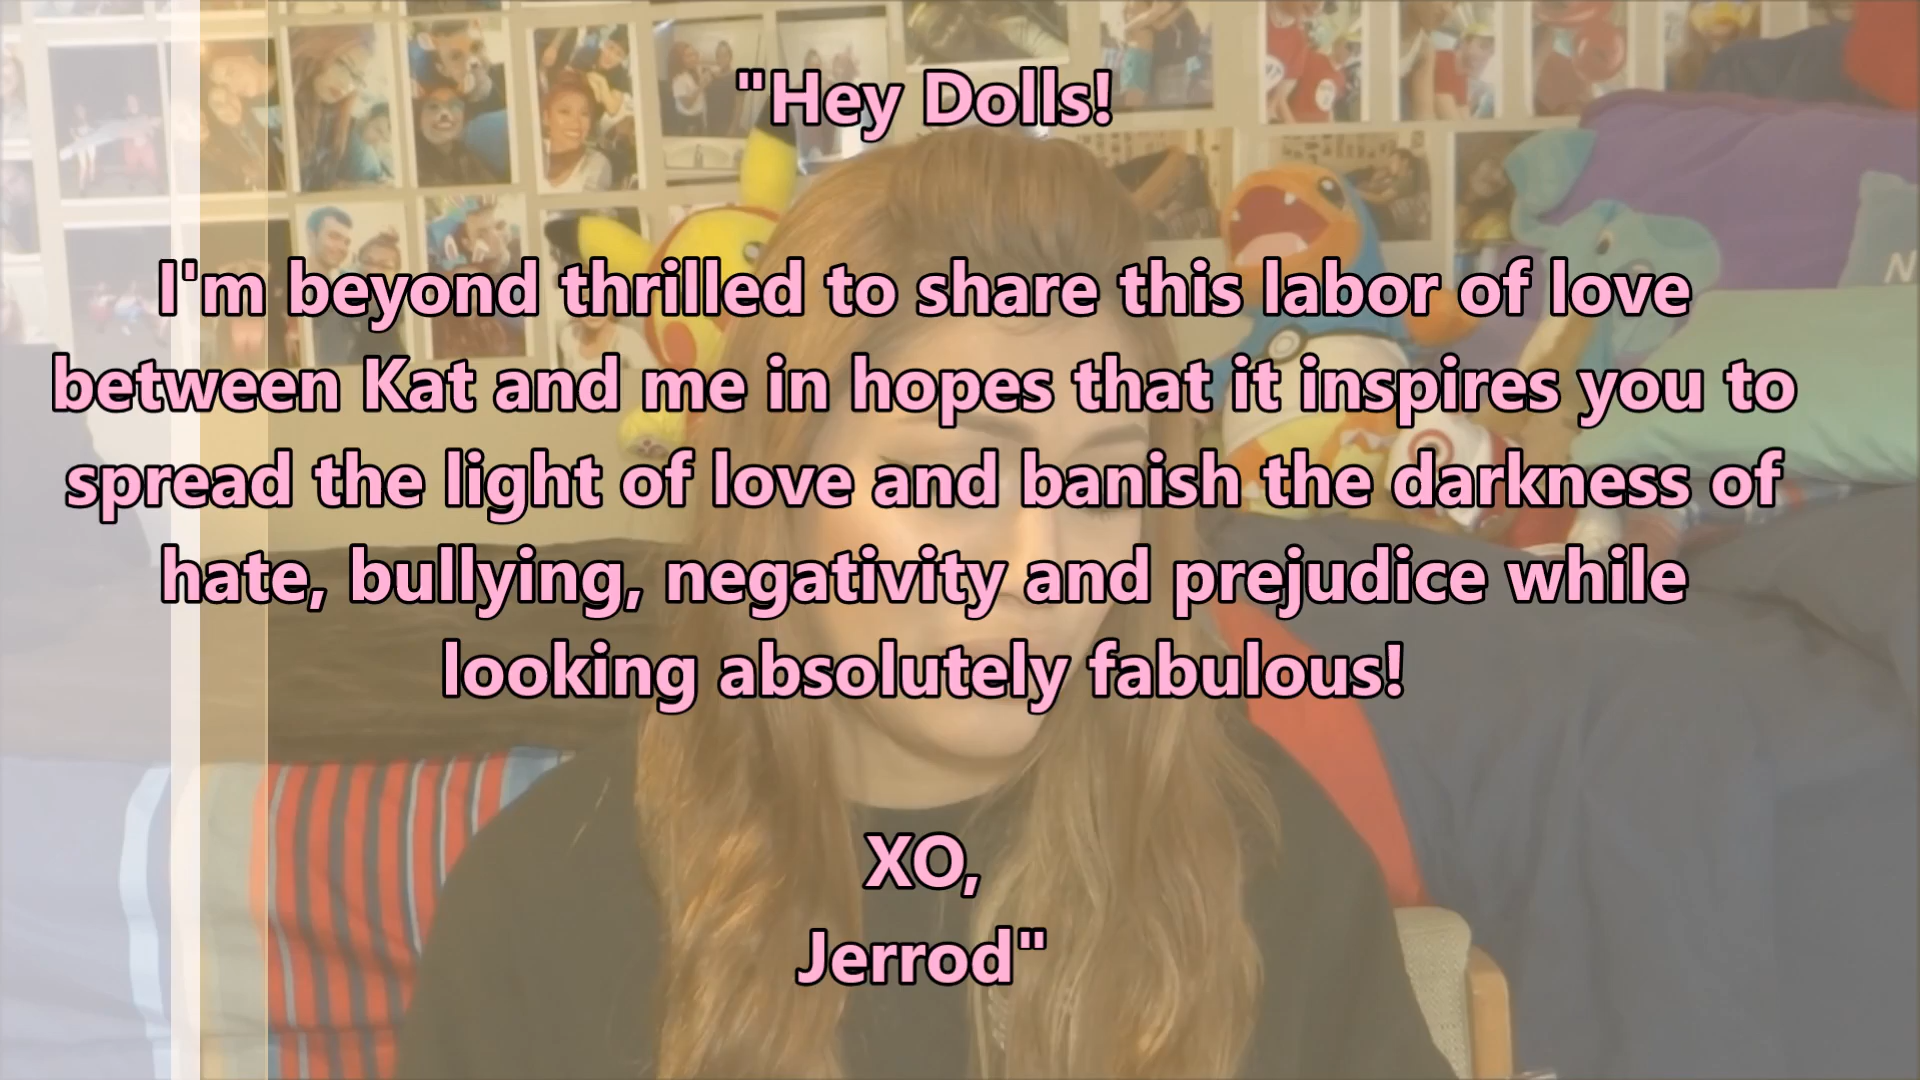 "Hey Dolls!
I'm beyond thrilled to share this labor of love
between Kat and me in hopes that it inspires you to
spread the light of love and banish the darkness of
hate, bullying, negativity and prejudice while
looking absolutely fabulous!
XO,
Jerrod"
N